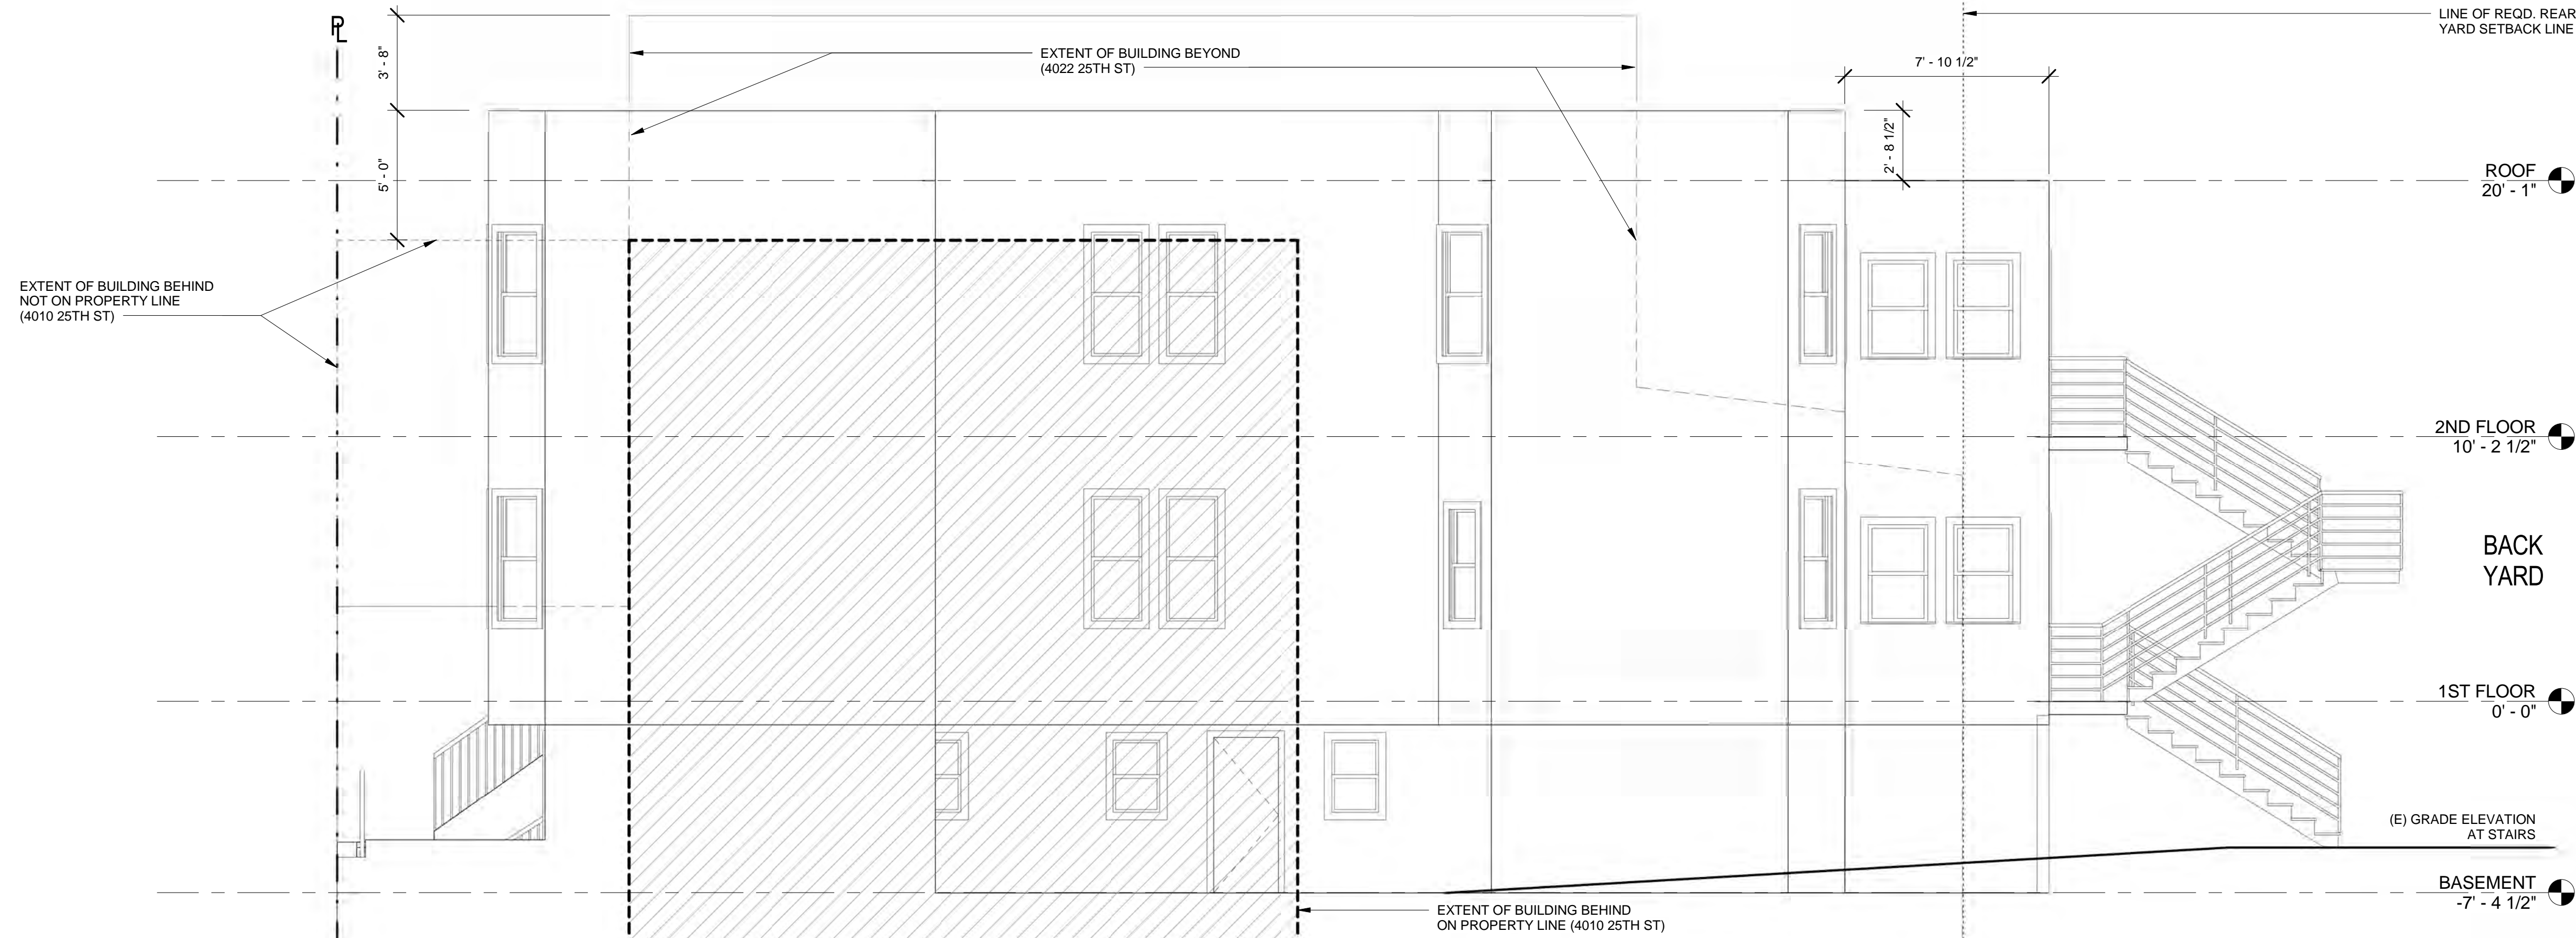 PL
3' - 8"
EXTENT OF BUILDING BEYOND
(4022 25TH ST)
LINE OF REQD. REAR
YARD SETBACK LINE
7' - 10 1/2"
5' - 0"
2' - 8 1/2"
ROOF
20' - 1"
EXTENT OF BUILDING BEHIND
NOT ON PROPERTY LINE
(4010 25TH ST)
2ND FLOOR
10' - 2 1/2"
BACK
YARD
1ST FLOOR
0' - 0"
(E) GRADE ELEVATION
AT STAIRS
BASEMENT
-7' - 4 1/2"
EXTENT OF BUILDING BEHIND
ON PROPERTY LINE (4010 25TH ST)